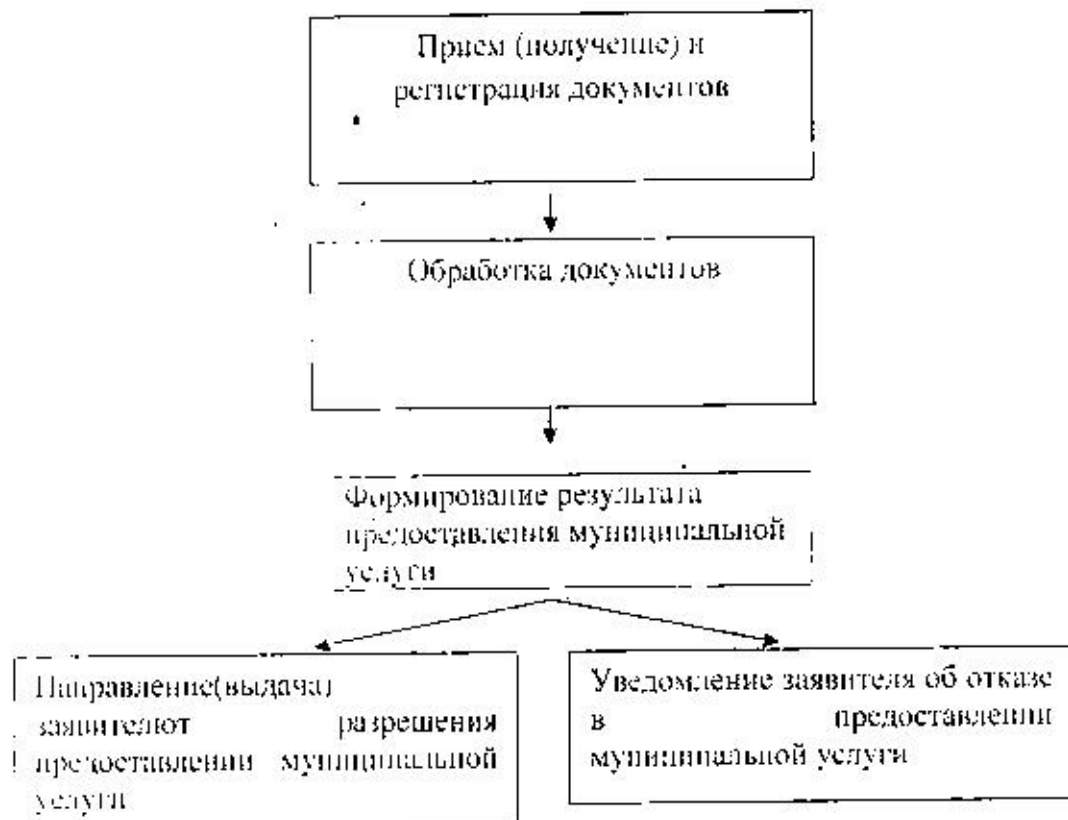 Прием (получение) и
регистрация документов
Обработка документов
Формирование результата
предоставления муниципальной
услуги
Направление(выдача)
заявителют разрешения
предоставлении муниципальной
услуги
Уведомление заявителя об отказе
в предоставлении
муниципальной услуги